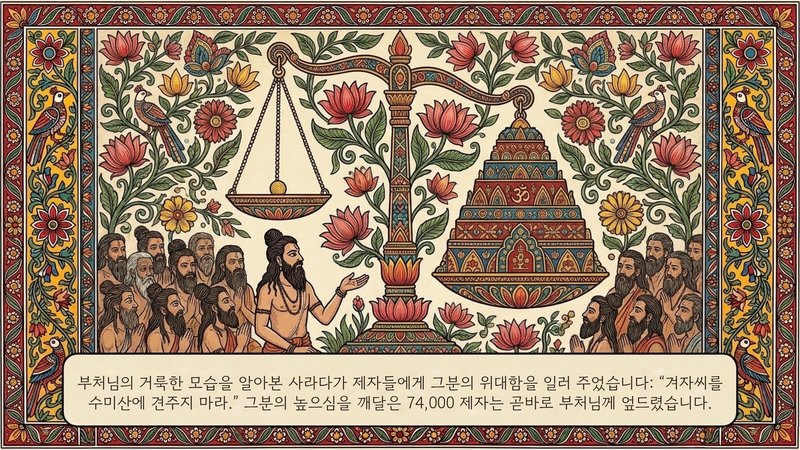 ॐ
부처님의 거룩한 모습을 알아본 사라다가 제자들에게 그분의 위대함을 일러 주었습니다: “겨자씨를
수미산에 견주지 마라.” 그분의 높으심을 깨달은 74,000 제자는 곧바로 부처님께 엎드렸습니다.